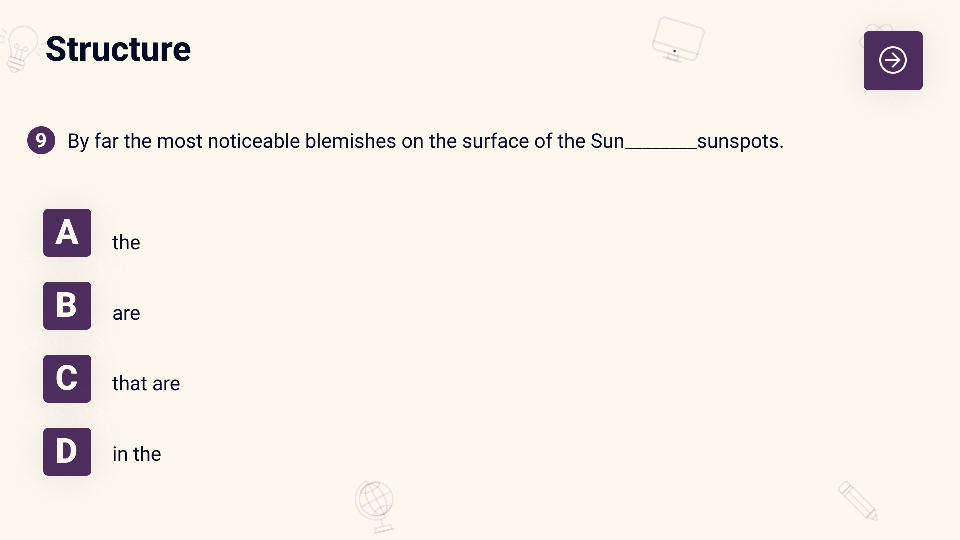 Structure
9 By far the most noticeable blemishes on the surface of the Sun________sunspots.
A the
B are
C that are
D in the